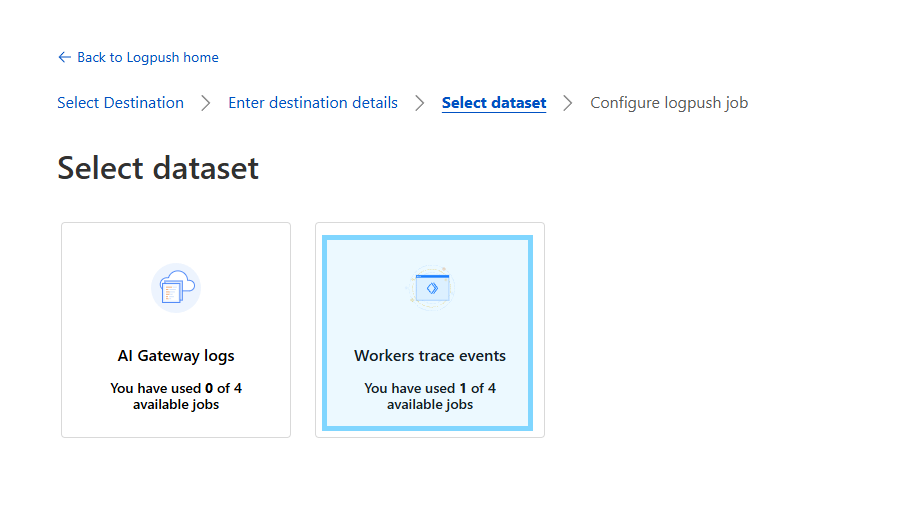 Back to Logpush home
Select Destination
Enter destination details
Select dataset
Configure logpush job
Select dataset
AI Gateway logs
You have used 0 of 4
available jobs
Workers trace events
You have used 1 of 4
available jobs